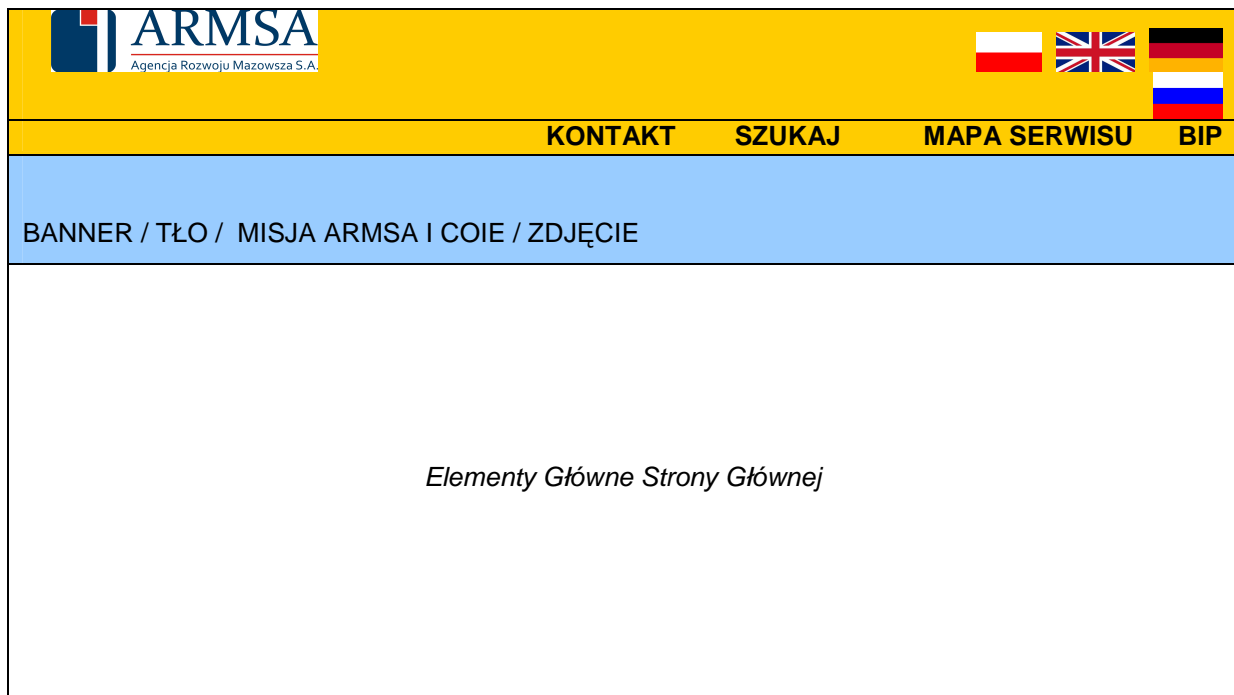 ARMSA
Agencja Rozwoju Mazowsza S.A.
KONTAKT SZUKAJ MAPA SERWISU BIP
BANNER / TŁO / MISJA ARMSA I COIE / ZDJĘCIE
Elementy Główne Strony Głównej